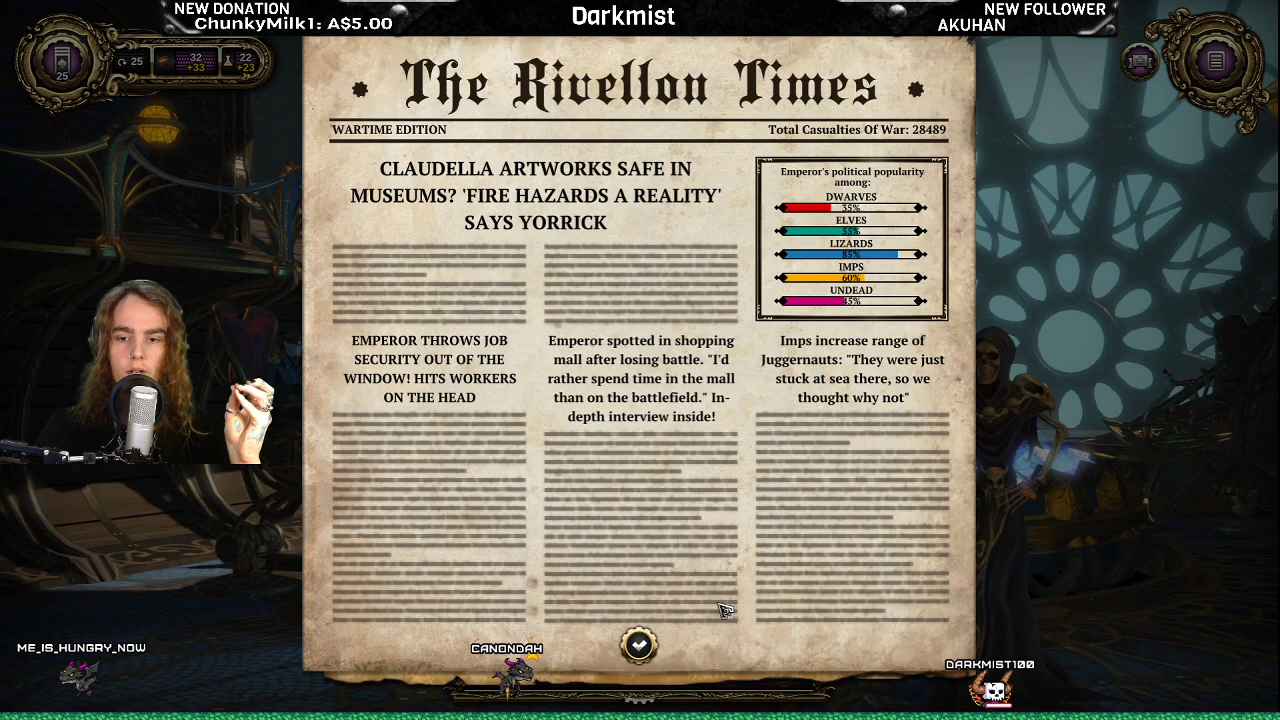 NEW DONATION
ChunkyMilk1: A$5.00
Darkmist
NEW FOLLOWER
AKUHAN
25
25
32
+33
22
+23
The Rivellon Times
WARTIME EDITION
Total Casualties Of War: 28489
CLAUDELLA ARTWORKS SAFE IN
MUSEUMS? 'FIRE HAZARDS A REALITY'
SAYS YORRICK
Emperor's political popularity
among:
DWARVES
35%
ELVES
55%
LIZARDS
85%
IMPS
60%
UNDEAD
45%
EMPEROR THROWS JOB
SECURITY OUT OF THE
WINDOW! HITS WORKERS
ON THE HEAD
Emperor spotted in shopping
mall after losing battle. "I'd
rather spend time in the mall
than on the battlefield." In-
depth interview inside!
Imps increase range of
Juggernauts: "They were just
stuck at sea there, so we
thought why not"
ME_IS_HUNGRY_NOW
CANONDAH
DARKMIST100